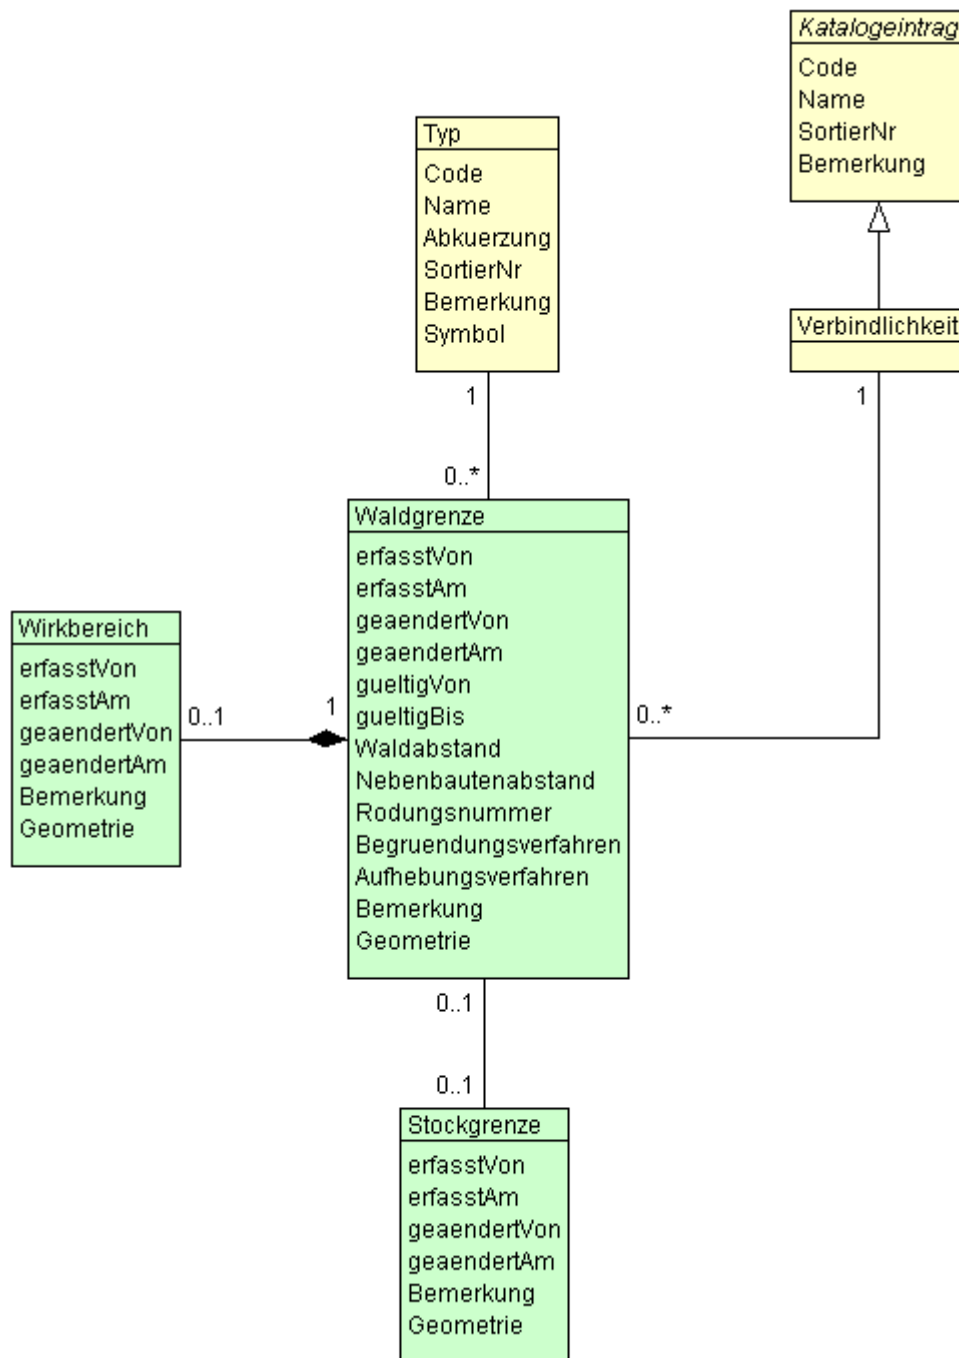 Katalogeintrag
Code
Name
SortierNr
Bemerkung
Typ
Code
Name
Abkuerzung
SortierNr
Bemerkung
Symbol
Verbindlichkeit
1
1
0..*
Waldgrenze
erfasstVon
erfasstAm
geaendertVon
geaendertAm
gueltigVon
gueltigBis
Waldabstand
Nebenbautenabstand
Rodungsnummer
Begruendungsverfahren
Aufhebungsverfahren
Bemerkung
Geometrie
Wirkbereich
erfasstVon
erfasstAm
geaendertVon
geaendertAm
Bemerkung
Geometrie
0..1
1
0..*
0..1
0..1
Stockgrenze
erfasstVon
erfasstAm
geaendertVon
geaendertAm
Bemerkung
Geometrie